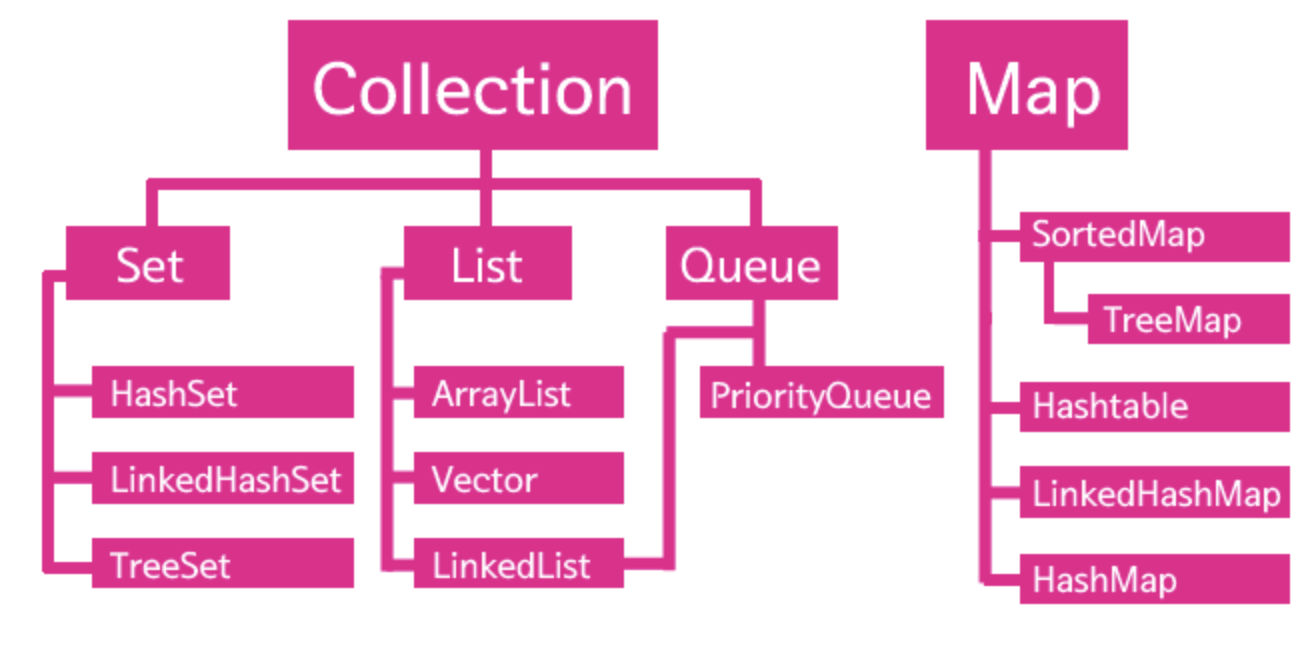 Collection
Map
Set
List
Queue
SortedMap
TreeMap
HashSet
ArrayList
PriorityQueue
Hashtable
LinkedHashSet
Vector
LinkedHashMap
TreeSet
LinkedList
HashMap